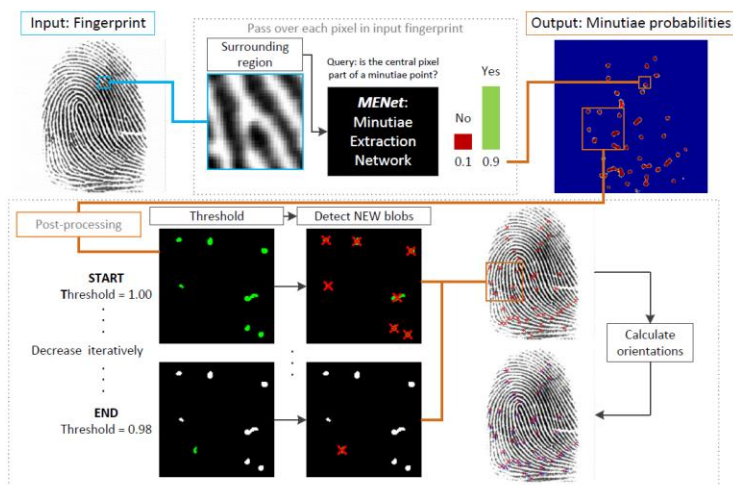 Input: Fingerprint
Pass over each pixel in input fingerprint
Surrounding
region
Query: is the central pixel
part of a minutiae point?
MENet:
Minutiae
Extraction
Network
No
0.1
Yes
0.9
Output: Minutiae probabilities
Post-processing
Threshold
Detect NEW blobs
START
Threshold = 1.00
Decrease iteratively
END
Threshold = 0.98
Calculate
orientations